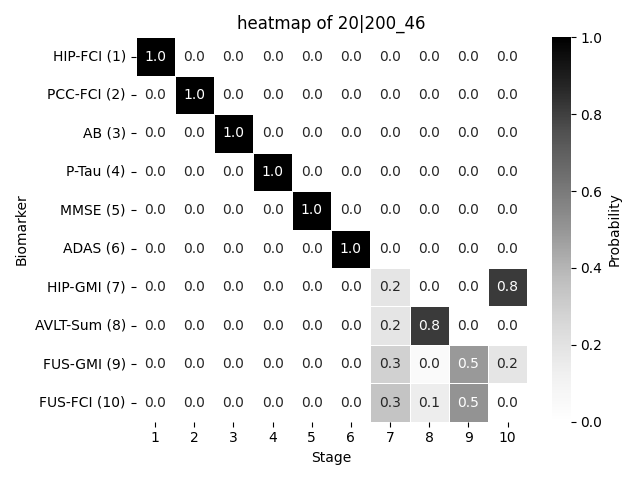 heatmap of 20|200_46
HIP-FCI (1) 1.0 0.0 0.0 0.0 0.0 0.0 0.0 0.0 0.0 0.0
PCC-FCI (2) 0.0 1.0 0.0 0.0 0.0 0.0 0.0 0.0 0.0 0.0
AB (3) 0.0 0.0 1.0 0.0 0.0 0.0 0.0 0.0 0.0 0.0
P-Tau (4) 0.0 0.0 0.0 1.0 0.0 0.0 0.0 0.0 0.0 0.0
MMSE (5) 0.0 0.0 0.0 0.0 1.0 0.0 0.0 0.0 0.0 0.0
ADAS (6) 0.0 0.0 0.0 0.0 0.0 1.0 0.0 0.0 0.0 0.0
HIP-GMI (7) 0.0 0.0 0.0 0.0 0.0 0.0 0.2 0.0 0.0 0.8
AVLT-Sum (8) 0.0 0.0 0.0 0.0 0.0 0.0 0.2 0.8 0.0 0.0
FUS-GMI (9) 0.0 0.0 0.0 0.0 0.0 0.0 0.3 0.0 0.5 0.2
FUS-FCI (10) 0.0 0.0 0.0 0.0 0.0 0.0 0.3 0.1 0.5 0.0
1 2 3 4 5 6 7 8 9 10
Stage
Biomarker
1.0
0.8
0.6
0.4
0.2
0.0
Probability